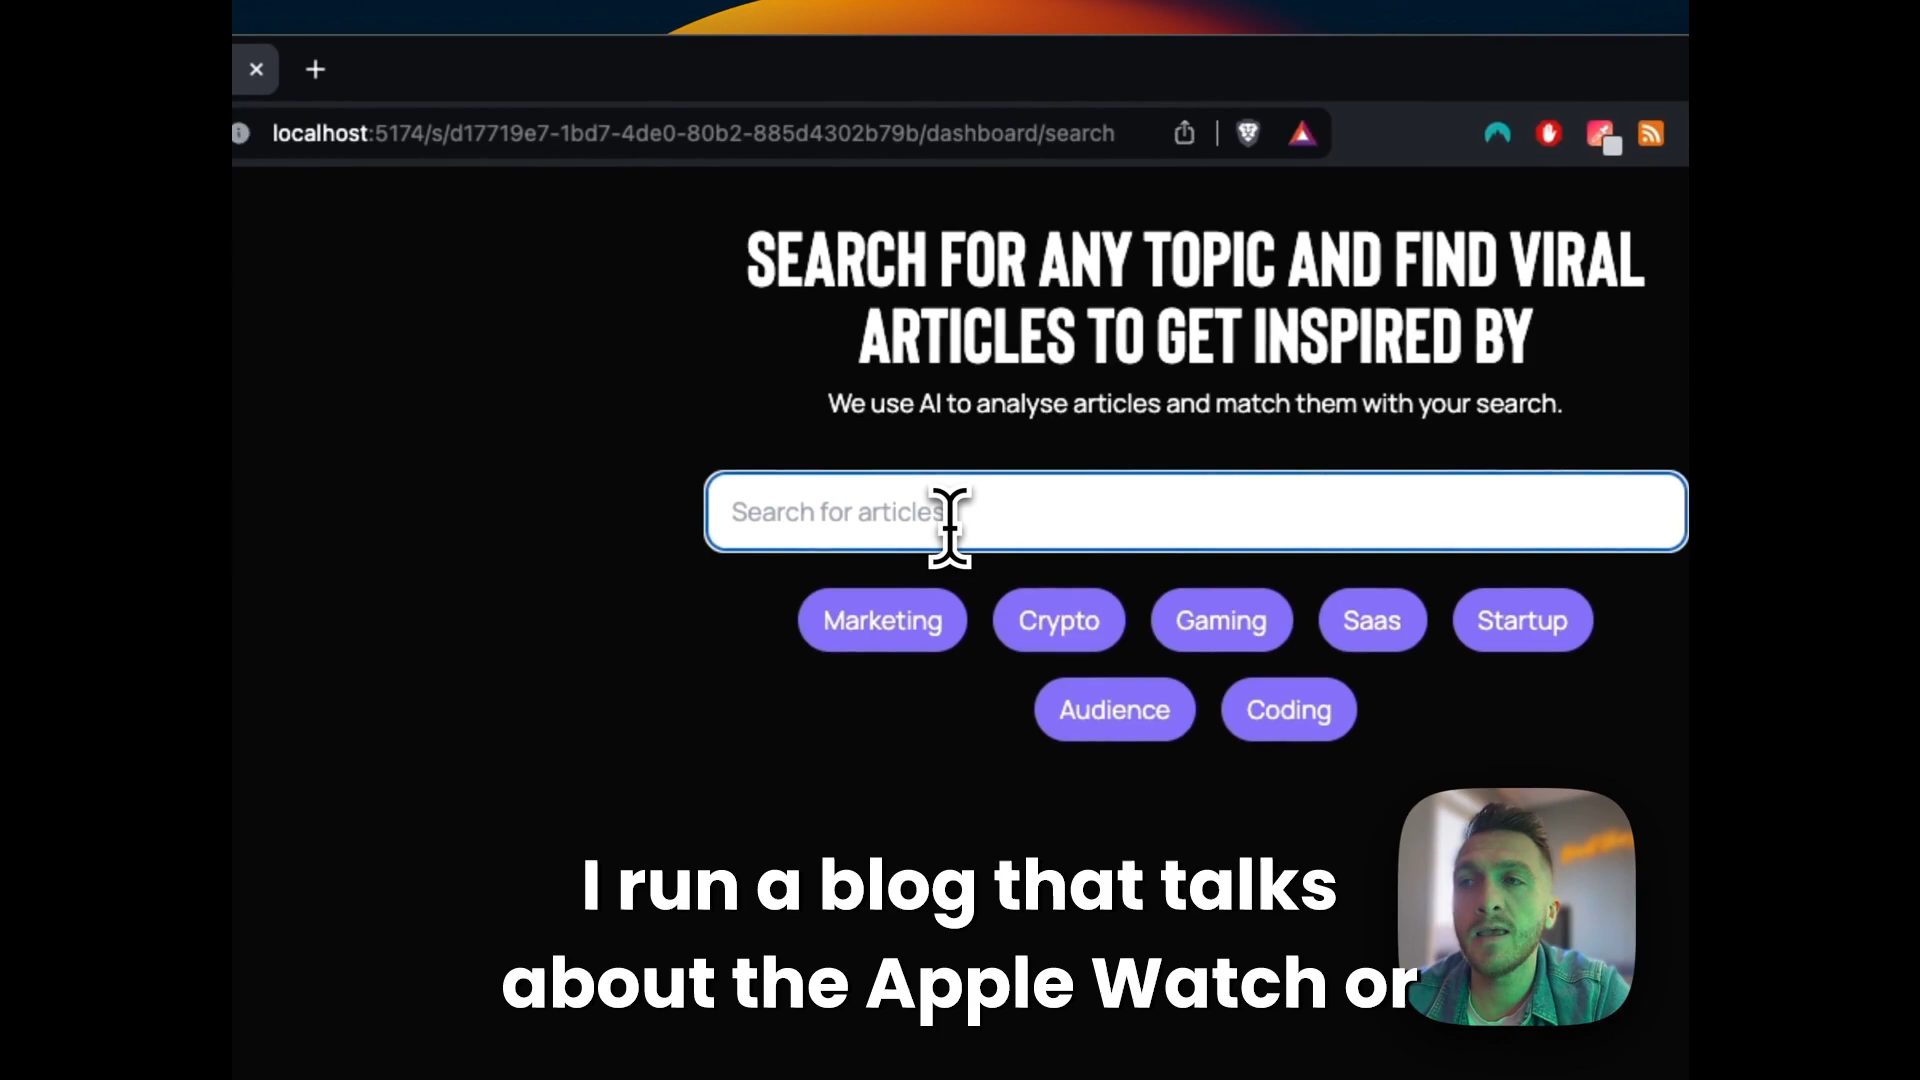 localhost:5174/s/d17719e7-1bd7-4de0-80b2-885d4302b79b/dashboard/search
SEARCH FOR ANY TOPIC AND FIND VIRAL
ARTICLES TO GET INSPIRED BY
We use AI to analyse articles and match them with your search.
Search for articles
Marketing Crypto Gaming Saas Startup
Audience Coding
I run a blog that talks
about the Apple Watch or